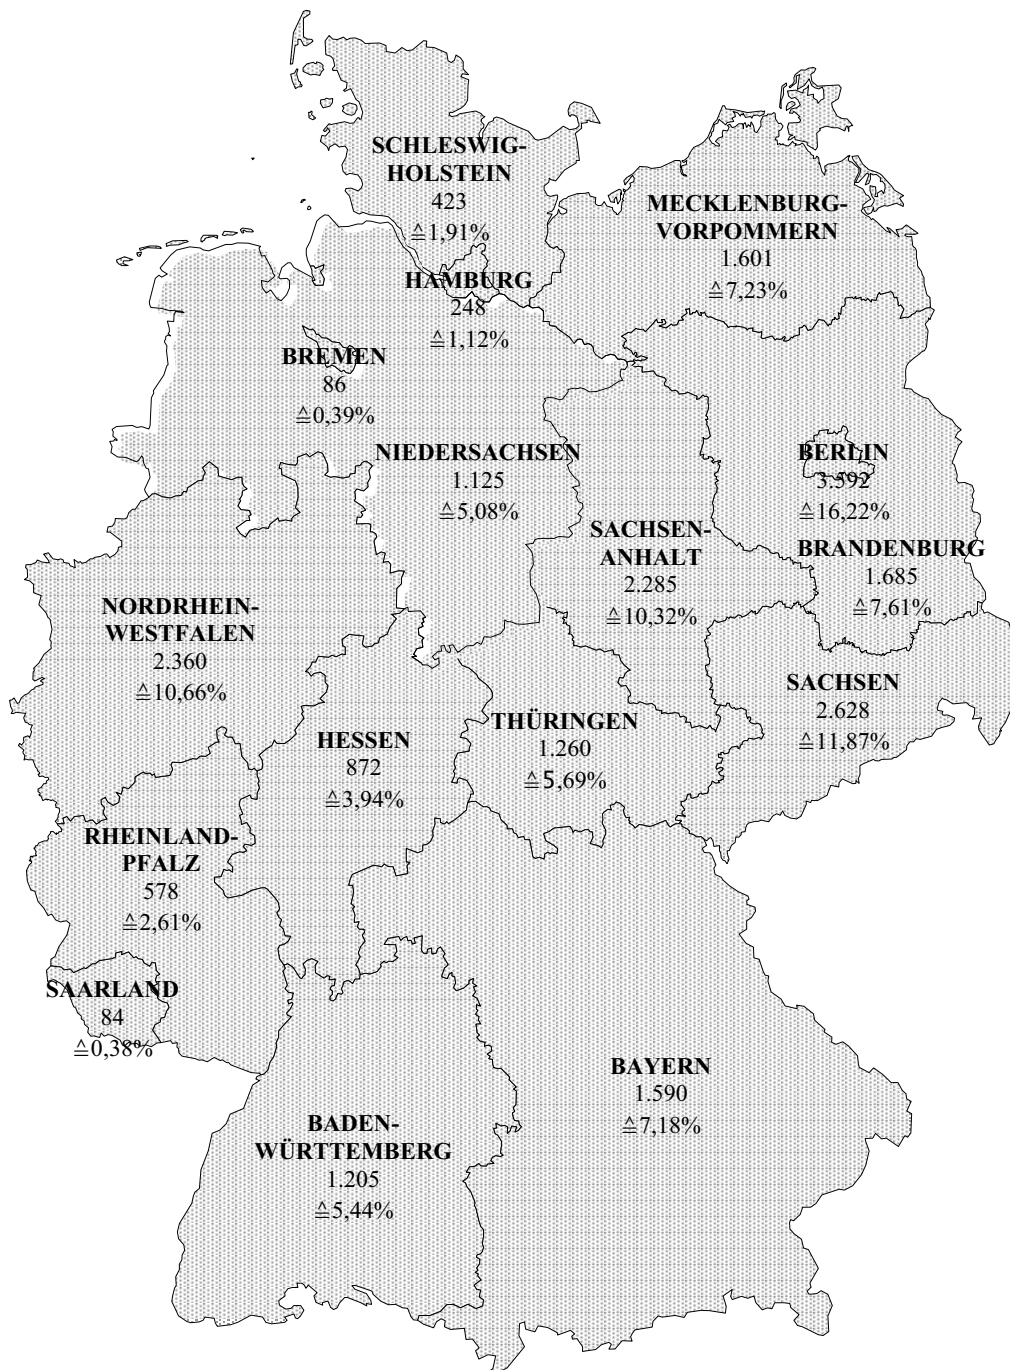 SCHLESWIG-
HOLSTEIN
423
≙1,91%
MECKLENBURG-
VORPOMMERN
1.601
≙7,23%
HAMBURG
248
≙1,12%
BREMEN
86
≙0,39%
NIEDERSACHSEN
1.125
≙5,08%
BERLIN
3.592
≙16,22%
SACHSEN-
ANHALT
2.285
≙10,32%
BRANDENBURG
1.685
≙7,61%
NORDRHEIN-
WESTFALEN
2.360
≙10,66%
SACHSEN
2.628
≙11,87%
THÜRINGEN
1.260
≙5,69%
HESSEN
872
≙3,94%
RHEINLAND-
PFALZ
578
≙2,61%
SAARLAND
84
≙0,38%
BAYERN
1.590
≙7,18%
BADEN-
WÜRTTEMBERG
1.205
≙5,44%